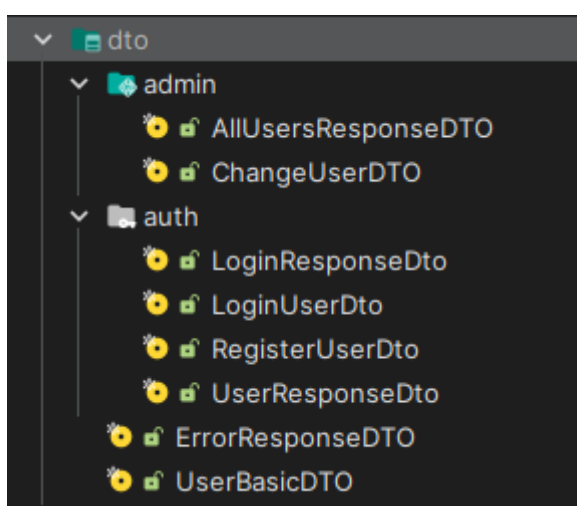 dto
admin
AllUsersResponseDTO
ChangeUserDTO
auth
LoginResponseDto
LoginUserDto
RegisterUserDto
UserResponseDto
ErrorResponseDTO
UserBasicDTO